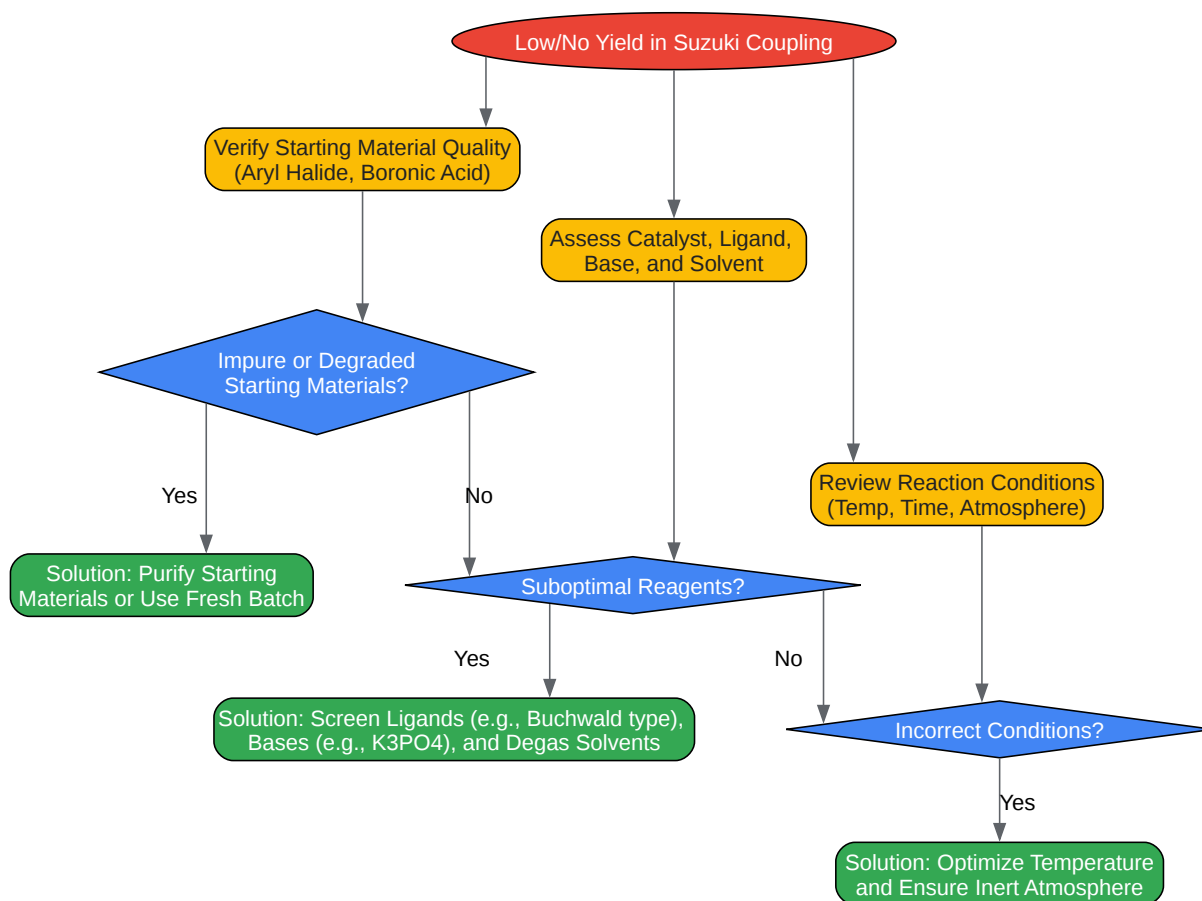 Low/No Yield in Suzuki Coupling
Verify Starting Material Quality
(Aryl Halide, Boronic Acid)
Assess Catalyst, Ligand,
Base, and Solvent
Impure or Degraded
Starting Materials?
Review Reaction Conditions
(Temp, Time, Atmosphere)
Yes
No
Solution: Purify Starting
Materials or Use Fresh Batch
Suboptimal Reagents?
Yes
No
Solution: Screen Ligands (e.g., Buchwald type),
Bases (e.g., K3PO4), and Degas Solvents
Incorrect Conditions?
Yes
Solution: Optimize Temperature
and Ensure Inert Atmosphere